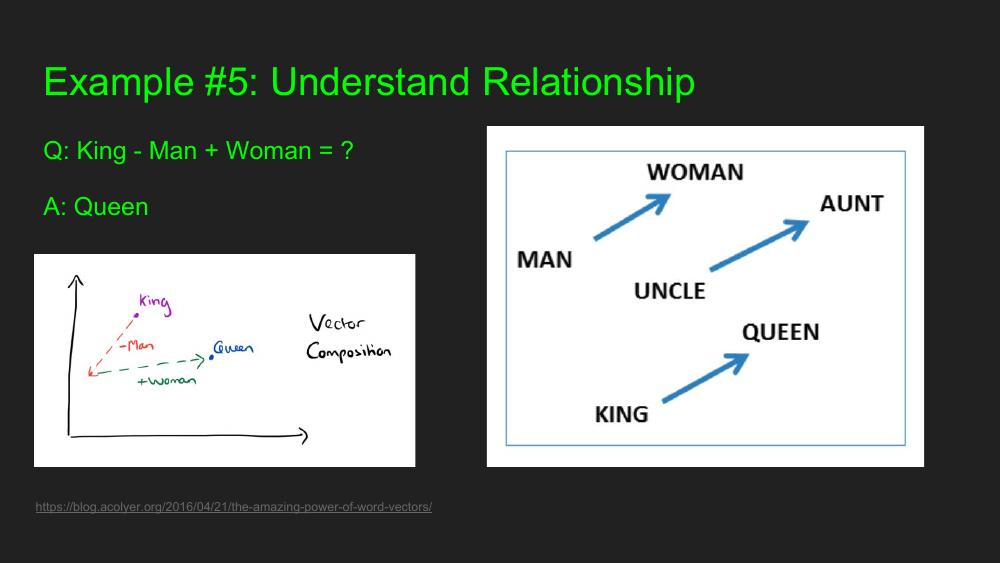 Example #5: Understand Relationship
Q: King - Man + Woman = ?
A: Queen
King
-Man
Queen
+Woman
Vector
Composition
WOMAN
AUNT
MAN
UNCLE
QUEEN
KING
https://blog.acolyer.org/2016/04/21/the-amazing-power-of-word-vectors/